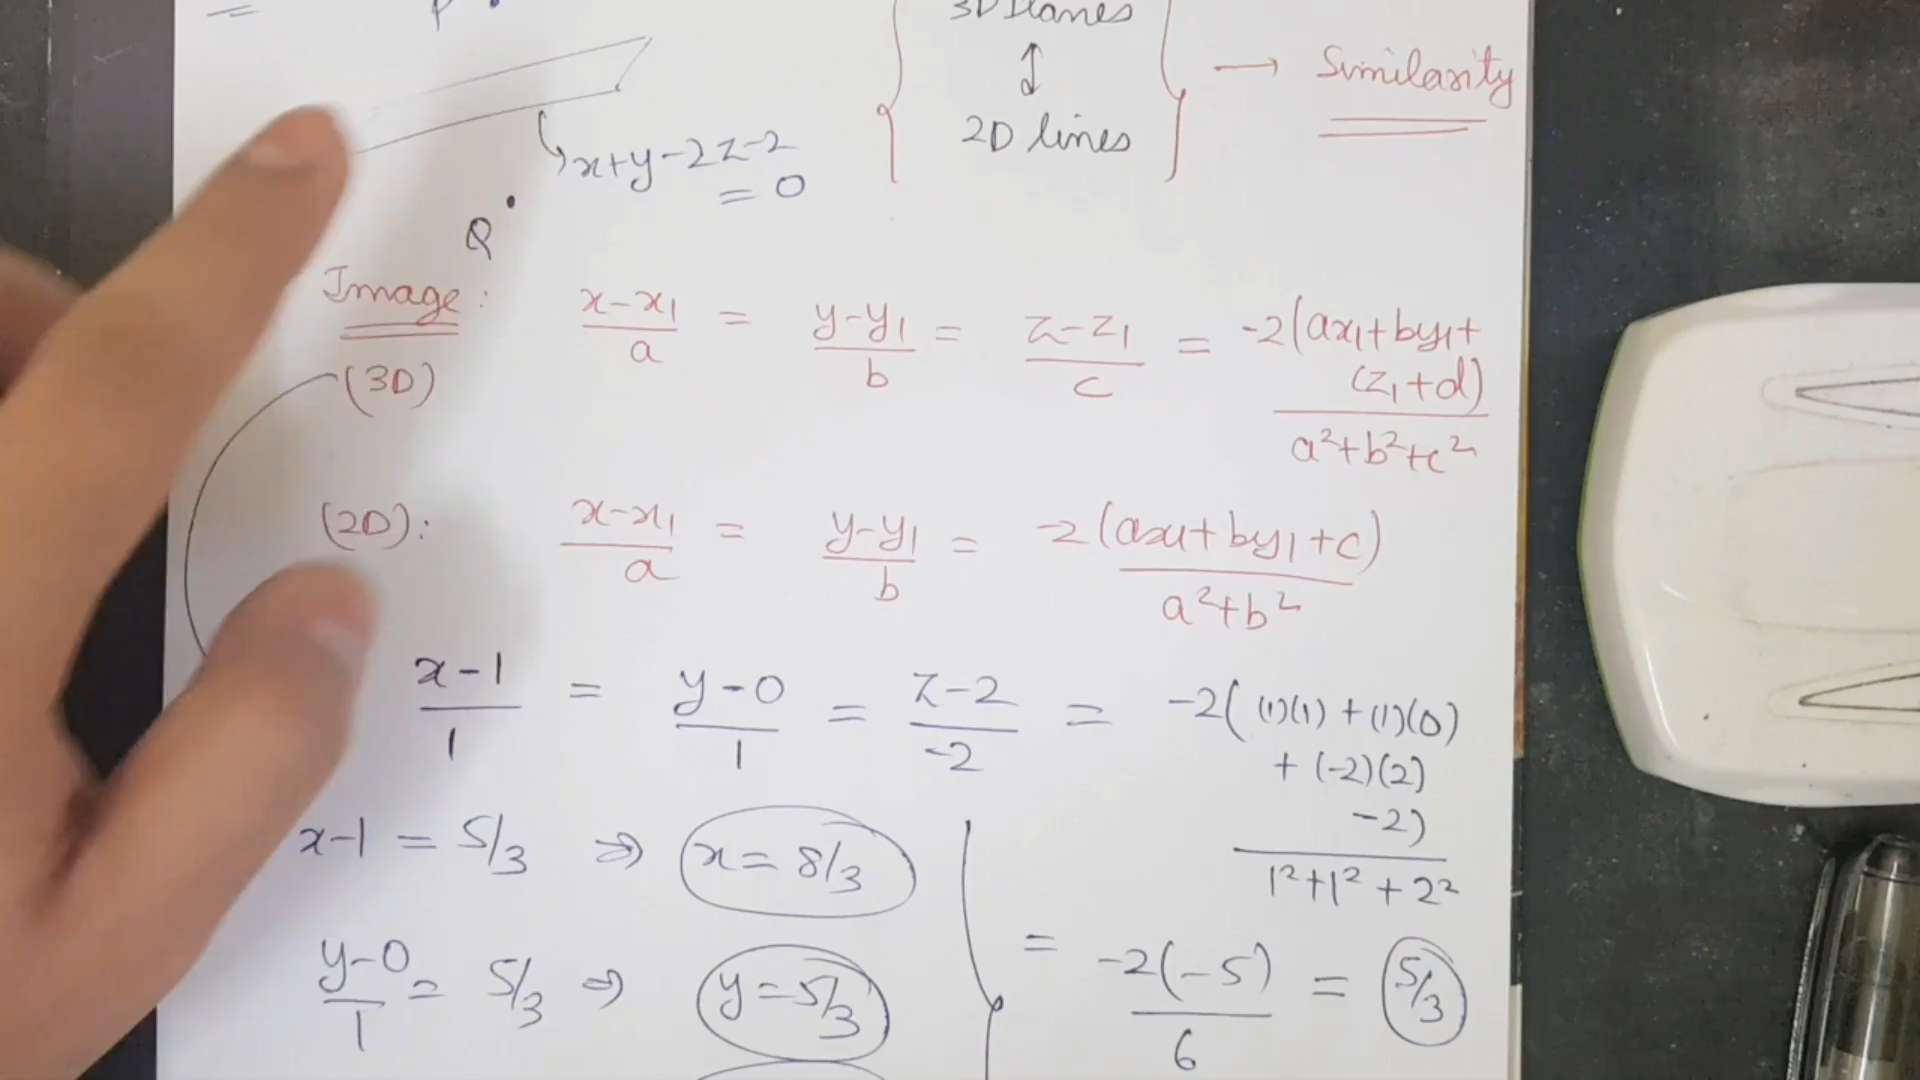 P
3D Planes
↕
2D lines
→ Similarity
x+y-2z-2
= 0
Q
Image: (x-x₁)/a = (y-y₁)/b = (z-z₁)/c = -2(ax₁+by₁+
cz₁+d)
a²+b²+c²
(3D)
(2D): (x-x₁)/a = (y-y₁)/b = -2(ax₁+by₁+c)/(a²+b²)
(x-1)/1 = (y-0)/1 = (z-2)/-2 = -2((1)(1)+(1)(0)
+(-2)(2)
-2)
1²+1²+2²
x-1 = 5/3 ⇒ x = 8/3
(y-0)/1 = 5/3 ⇒ y = 5/3
= -2(-5)/6 = 5/3